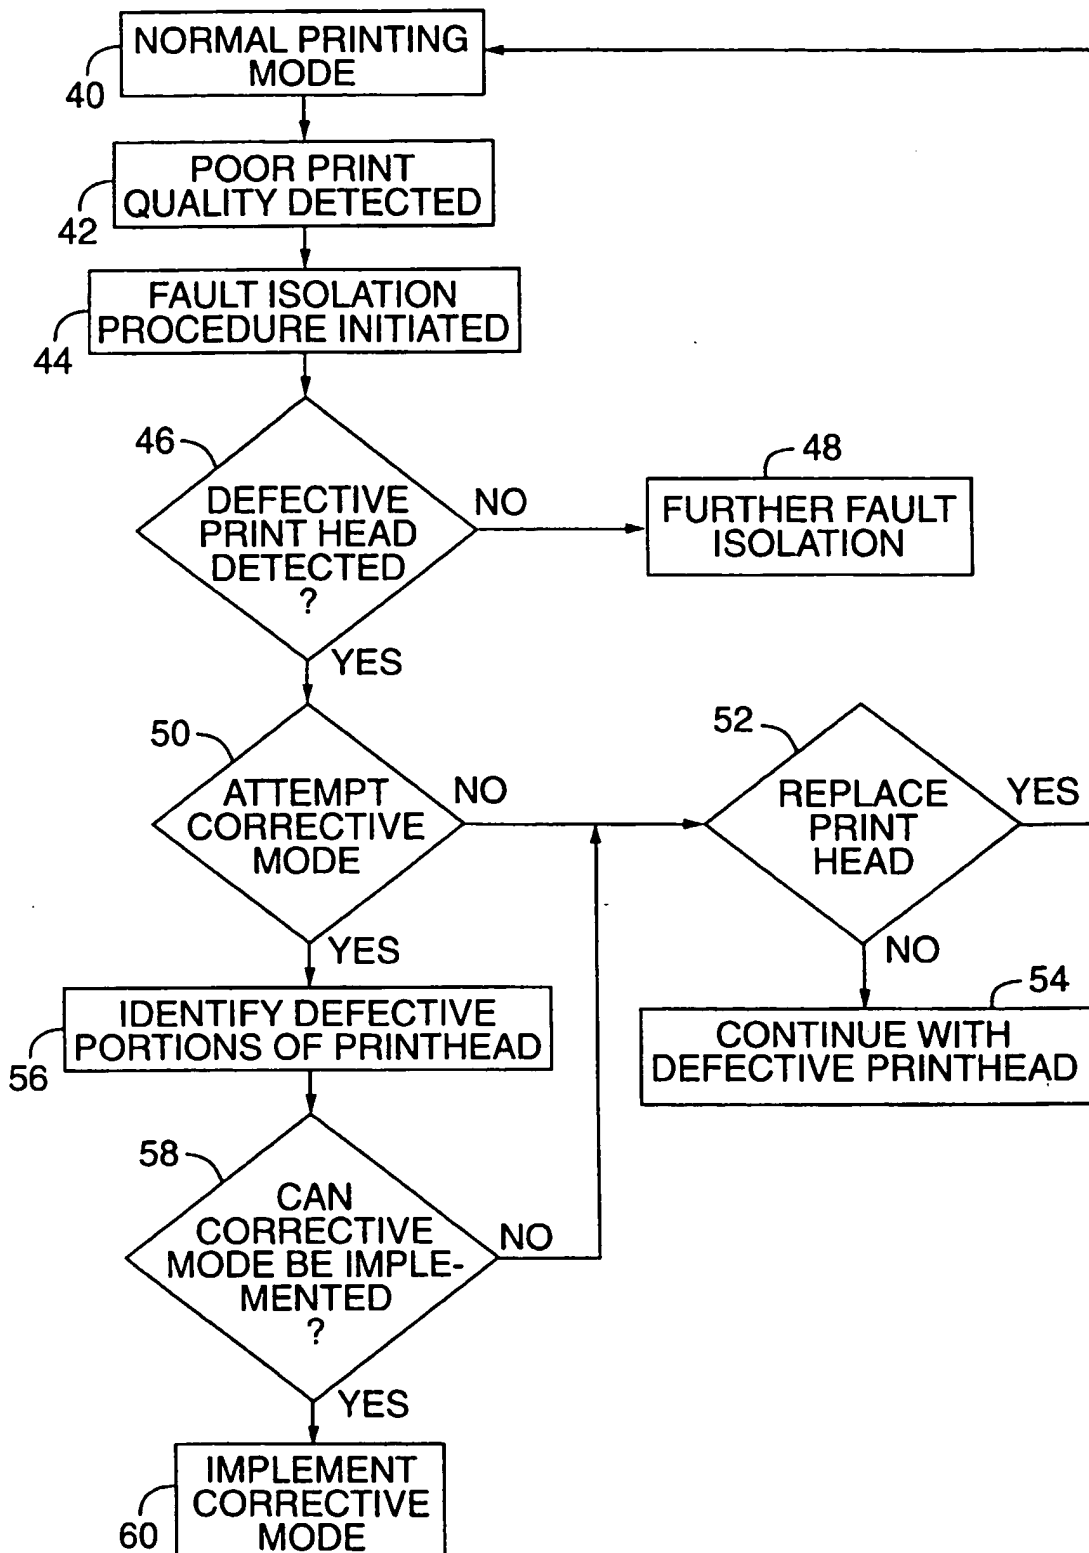 NORMAL PRINTING
MODE
40
POOR PRINT
QUALITY DETECTED
42
FAULT ISOLATION
PROCEDURE INITIATED
44
46
DEFECTIVE
PRINT HEAD
DETECTED
?
NO
48
FURTHER FAULT
ISOLATION
YES
50
ATTEMPT
CORRECTIVE
MODE
NO
52
REPLACE
PRINT
HEAD
YES
YES
NO
54
CONTINUE WITH
DEFECTIVE PRINTHEAD
IDENTIFY DEFECTIVE
PORTIONS OF PRINTHEAD
56
58
CAN
CORRECTIVE
MODE BE IMPLE-
MENTED
?
NO
YES
IMPLEMENT
CORRECTIVE
MODE
60